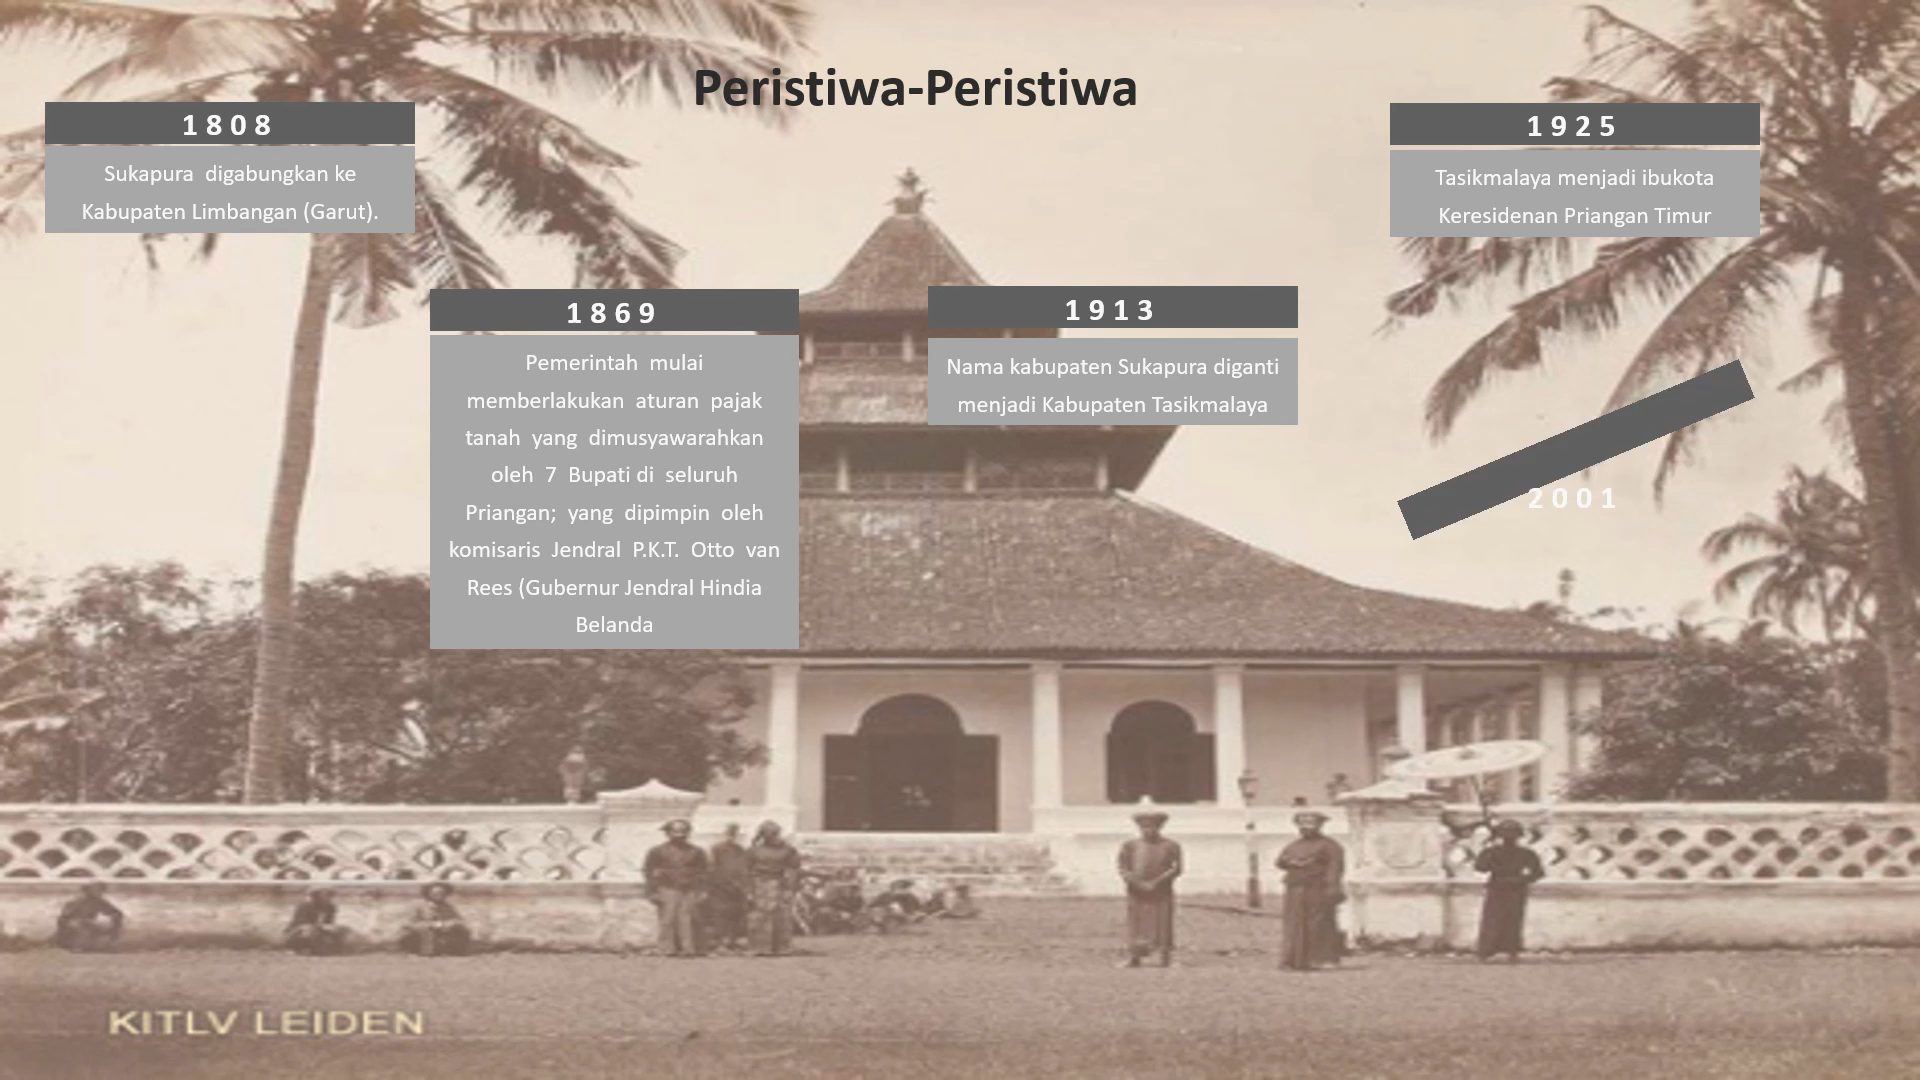 Peristiwa-Peristiwa
1808
Sukapura digabungkan ke
Kabupaten Limbangan (Garut).
1869
Pemerintah mulai
memberlakukan aturan pajak
tanah yang dimusyawarahkan
oleh 7 Bupati di seluruh
Priangan; yang dipimpin oleh
komisaris Jendral P.K.T. Otto van
Rees (Gubernur Jendral Hindia
Belanda
1913
Nama kabupaten Sukapura diganti
menjadi Kabupaten Tasikmalaya
1925
Tasikmalaya menjadi ibukota
Keresidenan Priangan Timur
2001
KITLV LEIDEN